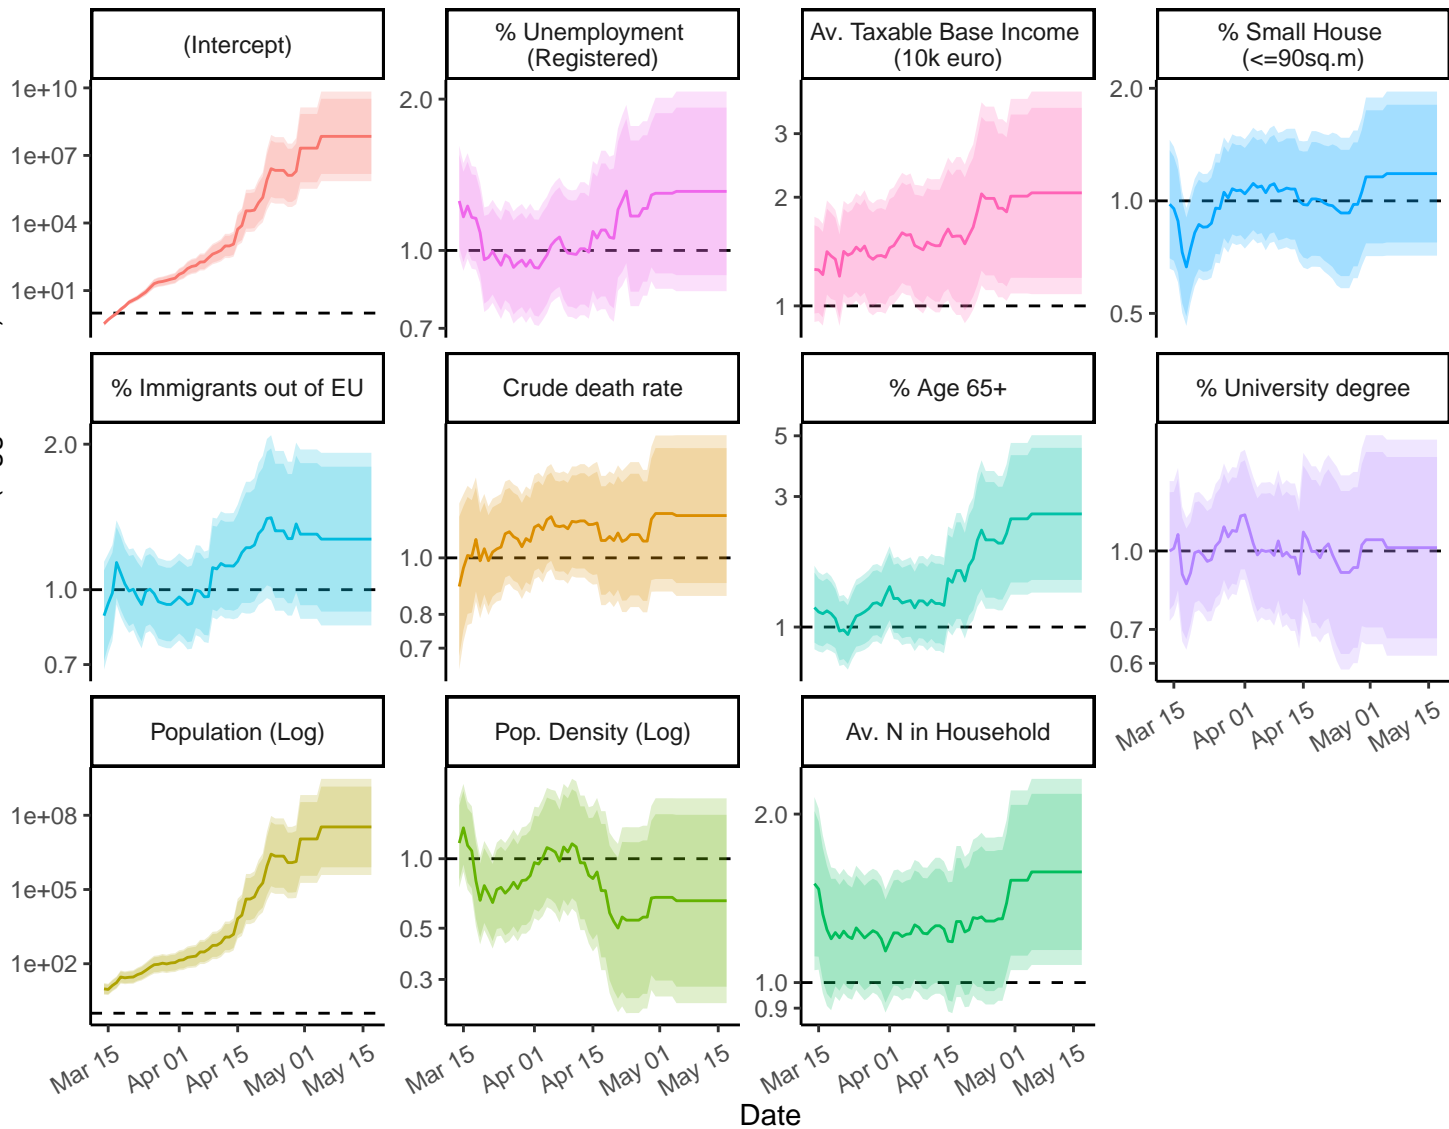 (Intercept)
% Unemployment
(Registered)
Av. Taxable Base Income
(10k euro)
% Small House
(<=90sq.m)
1e+10
1e+07
1e+04
1e+01
2.0
1.0
0.7
3
2
1
2.0
1.0
0.5
% Immigrants out of EU
Crude death rate
% Age 65+
% University degree
2.0
1.0
0.7
1.0
0.8
0.7
5
3
1
1.0
0.7
0.6
Mar 15
Apr 01
Apr 15
May 01
May 15
Population (Log)
Pop. Density (Log)
Av. N in Household
1e+08
1e+05
1e+02
1.0
0.5
0.3
2.0
1.0
0.9
Mar 15
Apr 01
Apr 15
May 01
May 15
Mar 15
Apr 01
Apr 15
May 01
May 15
Mar 15
Apr 01
Apr 15
May 01
May 15
Date